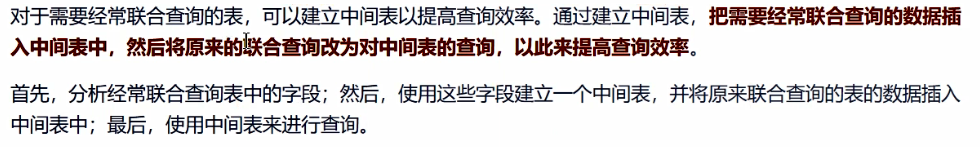 对于需要经常联合查询的表，可以建立中间表以提高查询效率。通过建立中间表，把需要经常联合查询的数据插
入中间表中，然后将原来的联合查询改为对中间表的查询，以此来提高查询效率。
首先，分析经常联合查询表中的字段；然后，使用这些字段建立一个中间表，并将原来联合查询的表的数据插入
中间表中；最后，使用中间表来进行查询。